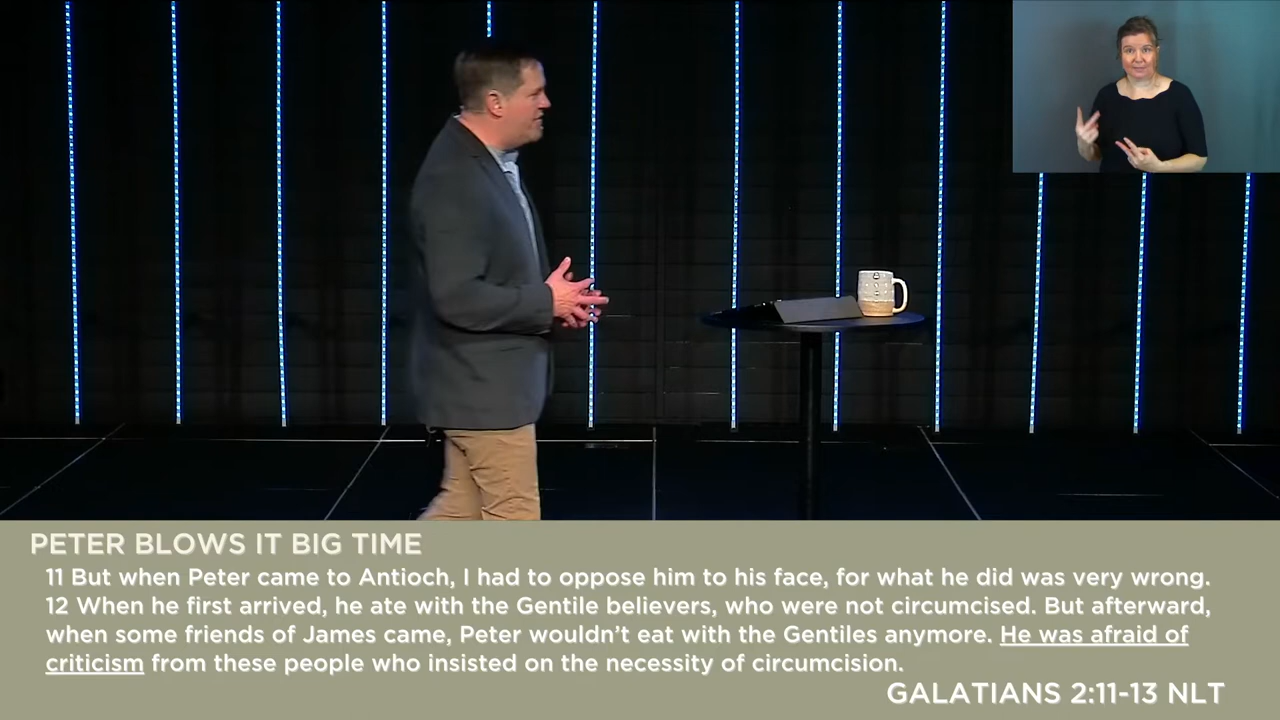 PETER BLOWS IT BIG TIME
11 But when Peter came to Antioch, I had to oppose him to his face, for what he did was very wrong.
12 When he first arrived, he ate with the Gentile believers, who were not circumcised. But afterward,
when some friends of James came, Peter wouldn’t eat with the Gentiles anymore. He was afraid of
criticism from these people who insisted on the necessity of circumcision.
GALATIANS 2:11-13 NLT